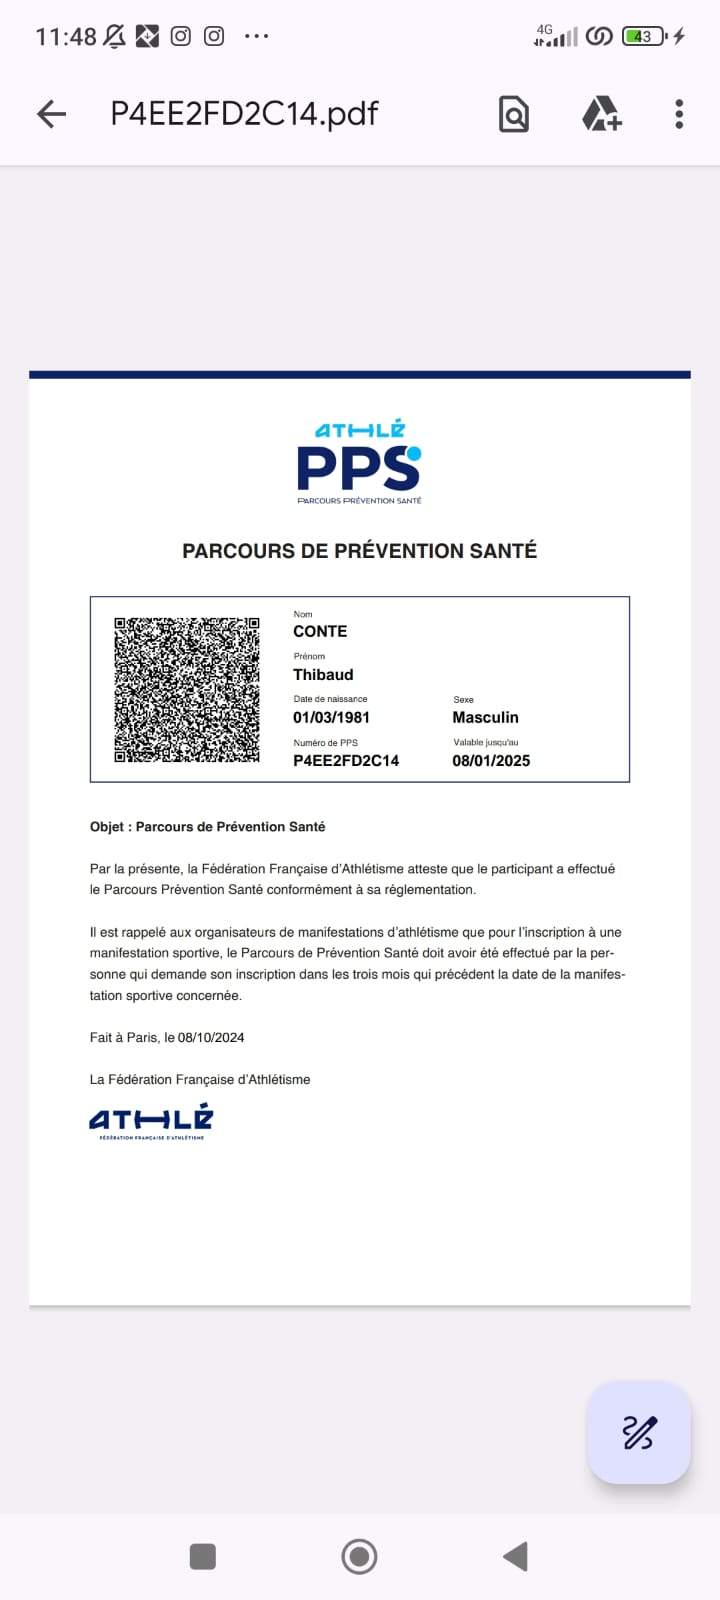 11:48
4G
43
P4EE2FD2C14.pdf
ATHLÉ
PPS
PARCOURS PRÉVENTION SANTÉ
PARCOURS DE PRÉVENTION SANTÉ
Nom
CONTE
Prénom
Thibaud
Date de naissance
Sexe
01/03/1981
Masculin
Numéro de PPS
Valable jusqu'au
P4EE2FD2C14
08/01/2025
Objet : Parcours de Prévention Santé
Par la présente, la Fédération Française d'Athlétisme atteste que le participant a effectué
le Parcours Prévention Santé conformément à sa réglementation.
Il est rappelé aux organisateurs de manifestations d'athlétisme que pour l'inscription à une
manifestation sportive, le Parcours de Prévention Santé doit avoir été effectué par la per-
sonne qui demande son inscription dans les trois mois qui précédent la date de la manifes-
tation sportive concernée.
Fait à Paris, le 08/10/2024
La Fédération Française d'Athlétisme
ATHLÉ
FÉDÉRATION FRANÇAISE D'ATHLÉTISME